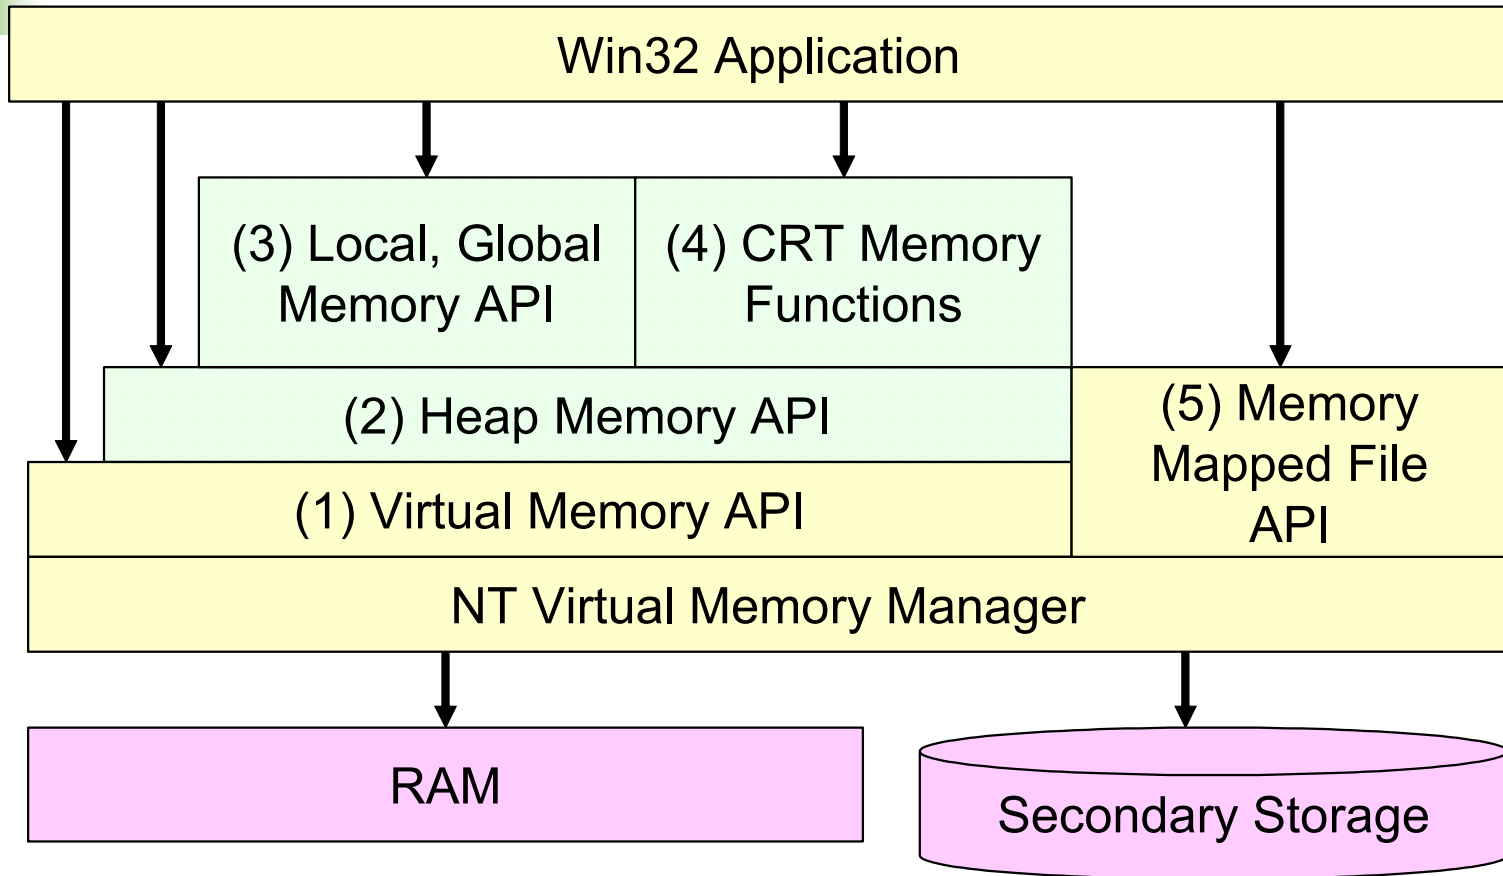 Win32 Application
(3) Local, Global
Memory API
(4) CRT Memory
Functions
(2) Heap Memory API
(5) Memory
Mapped File
API
(1) Virtual Memory API
NT Virtual Memory Manager
RAM
Secondary Storage